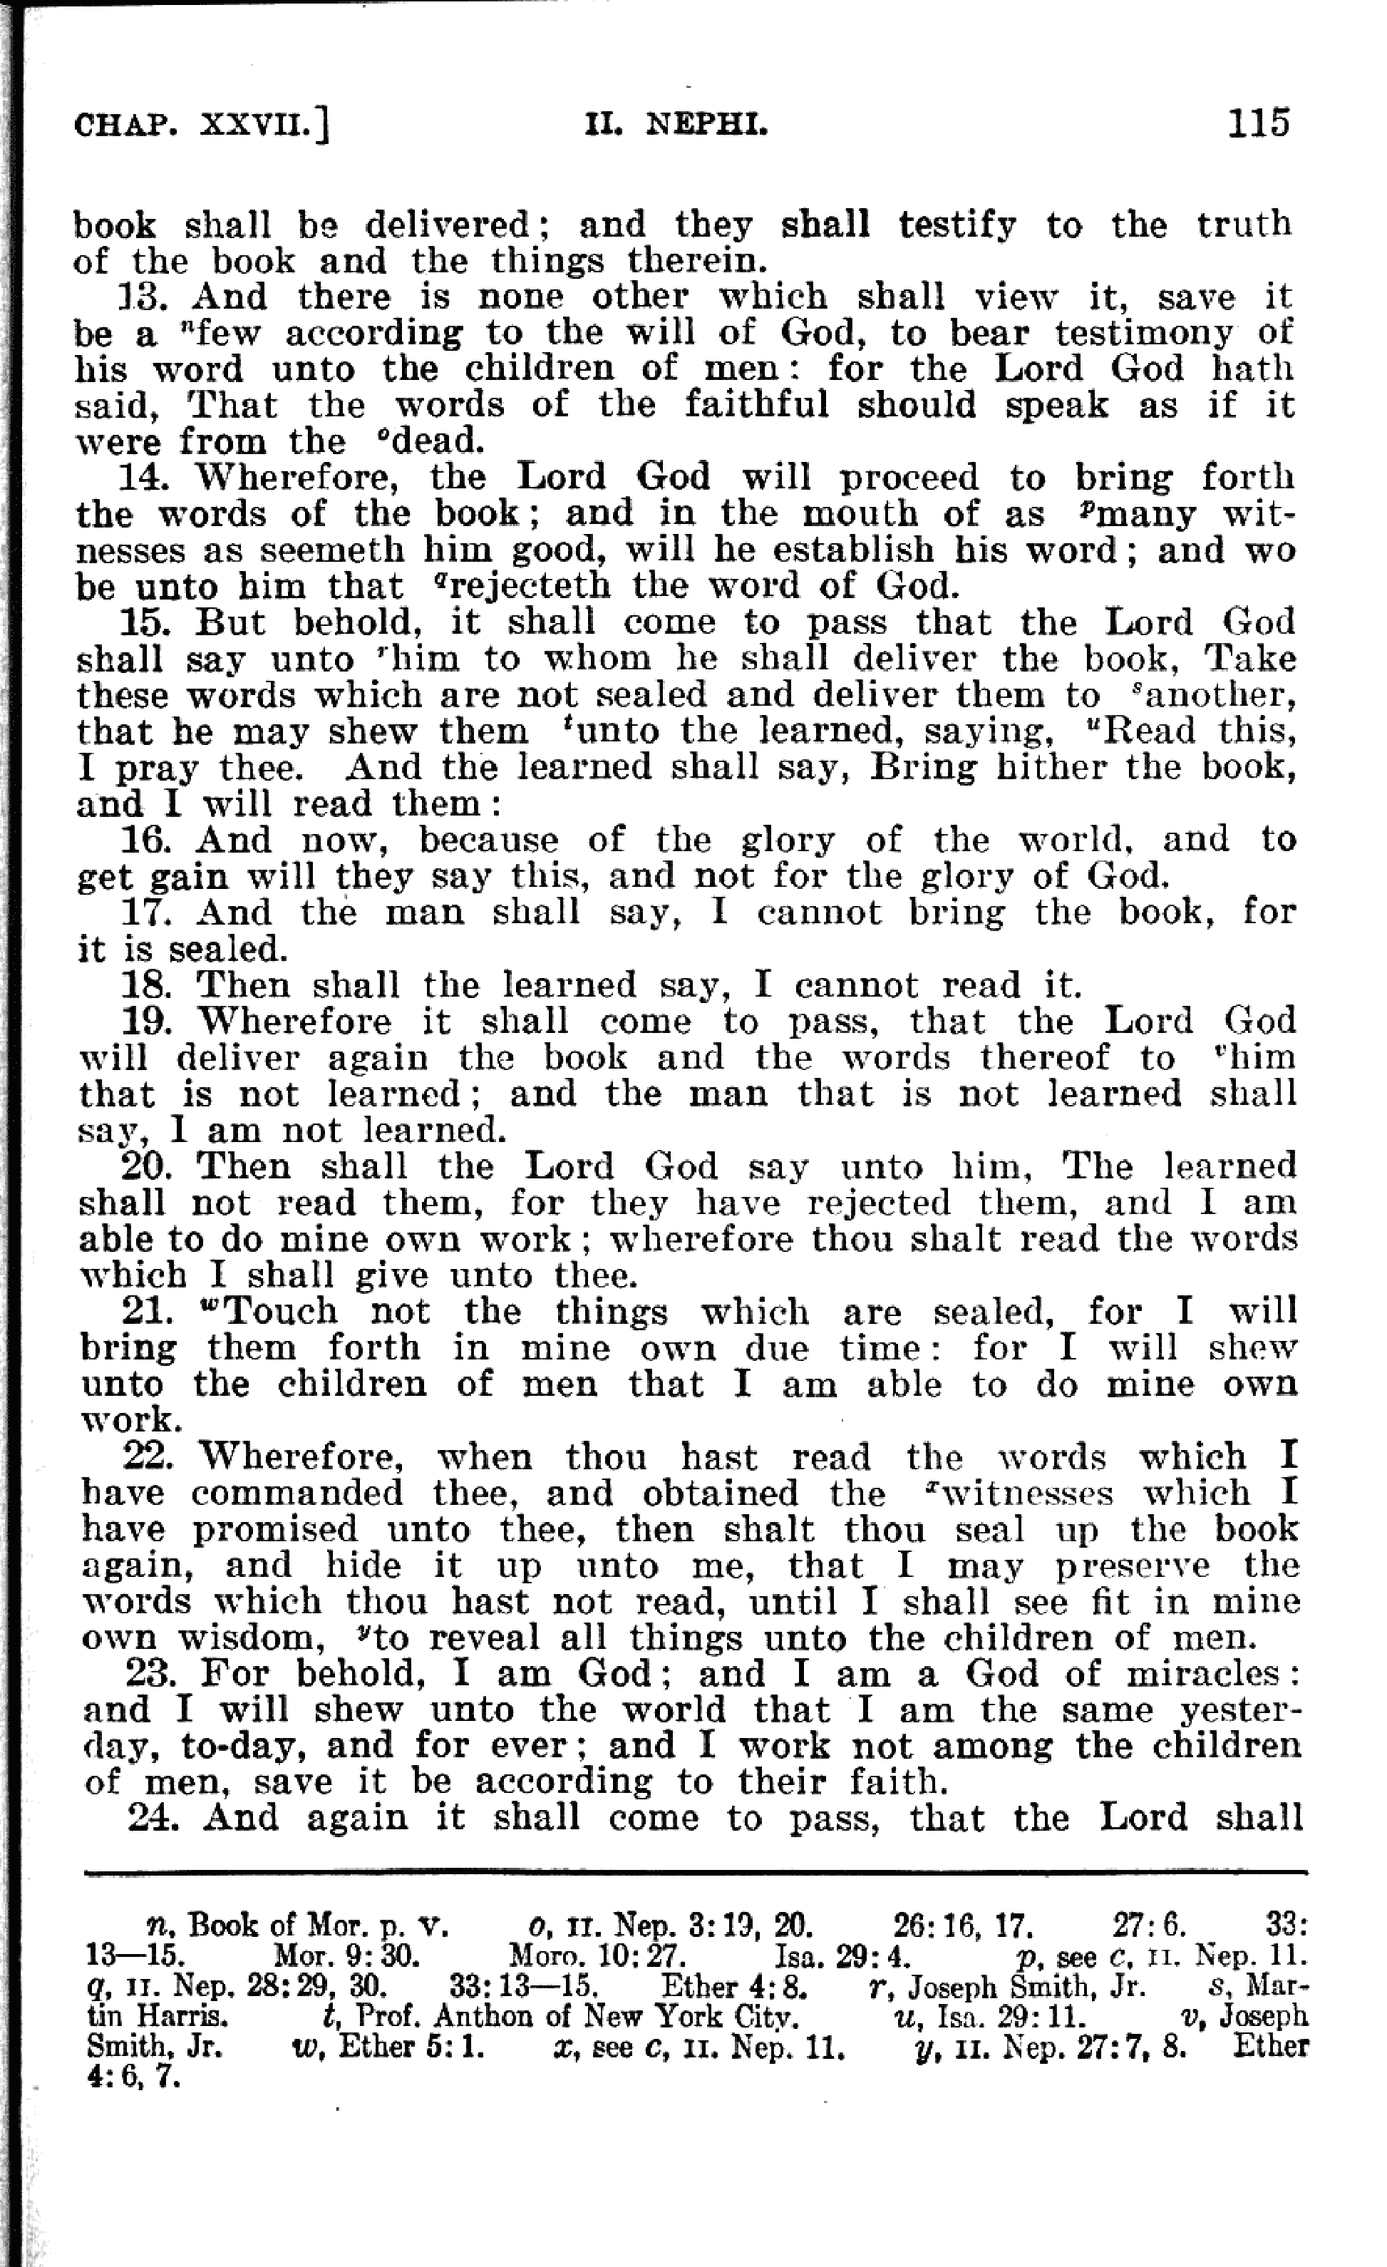 CHAP. XXVII.] II. NEPHI. 115
book shall be delivered; and they shall testify to the truth
of the book and the things therein.
13. And there is none other which shall view it, save it
be a ⁿfew according to the will of God, to bear testimony of
his word unto the children of men: for the Lord God hath
said, That the words of the faithful should speak as if it
were from the ᵒdead.
14. Wherefore, the Lord God will proceed to bring forth
the words of the book; and in the mouth of as ᵖmany wit-
nesses as seemeth him good, will he establish his word; and wo
be unto him that qrejecteth the word of God.
15. But behold, it shall come to pass that the Lord God
shall say unto ʳhim to whom he shall deliver the book, Take
these words which are not sealed and deliver them to ˢanother,
that he may shew them ᵗunto the learned, saying, ᵘRead this,
I pray thee. And the learned shall say, Bring hither the book,
and I will read them:
16. And now, because of the glory of the world, and to
get gain will they say this, and not for the glory of God.
17. And the man shall say, I cannot bring the book, for
it is sealed.
18. Then shall the learned say, I cannot read it.
19. Wherefore it shall come to pass, that the Lord God
will deliver again the book and the words thereof to ᵛhim
that is not learned; and the man that is not learned shall
say, I am not learned.
20. Then shall the Lord God say unto him, The learned
shall not read them, for they have rejected them, and I am
able to do mine own work; wherefore thou shalt read the words
which I shall give unto thee.
21. ʷTouch not the things which are sealed, for I will
bring them forth in mine own due time: for I will shew
unto the children of men that I am able to do mine own
work.
22. Wherefore, when thou hast read the words which I
have commanded thee, and obtained the ˣwitnesses which I
have promised unto thee, then shalt thou seal up the book
again, and hide it up unto me, that I may preserve the
words which thou hast not read, until I shall see fit in mine
own wisdom, ʸto reveal all things unto the children of men.
23. For behold, I am God; and I am a God of miracles:
and I will shew unto the world that I am the same yester-
day, to-day, and for ever; and I work not among the children
of men, save it be according to their faith.
24. And again it shall come to pass, that the Lord shall
n, Book of Mor. p. v. o, II. Nep. 3:19, 20. 26:16, 17. 27:6. 33:
13—15. Mor. 9:30. Moro. 10:27. Isa. 29:4. p, see c, II. Nep. 11.
q, II. Nep. 28:29, 30. 33:13—15. Ether 4:8. r, Joseph Smith, Jr. s, Mar-
tin Harris. t, Prof. Anthon of New York City. u, Isa. 29:11. v, Joseph
Smith, Jr. w, Ether 5:1. x, see c, II. Nep. 11. y, II. Nep. 27:7, 8. Ether
4:6, 7.